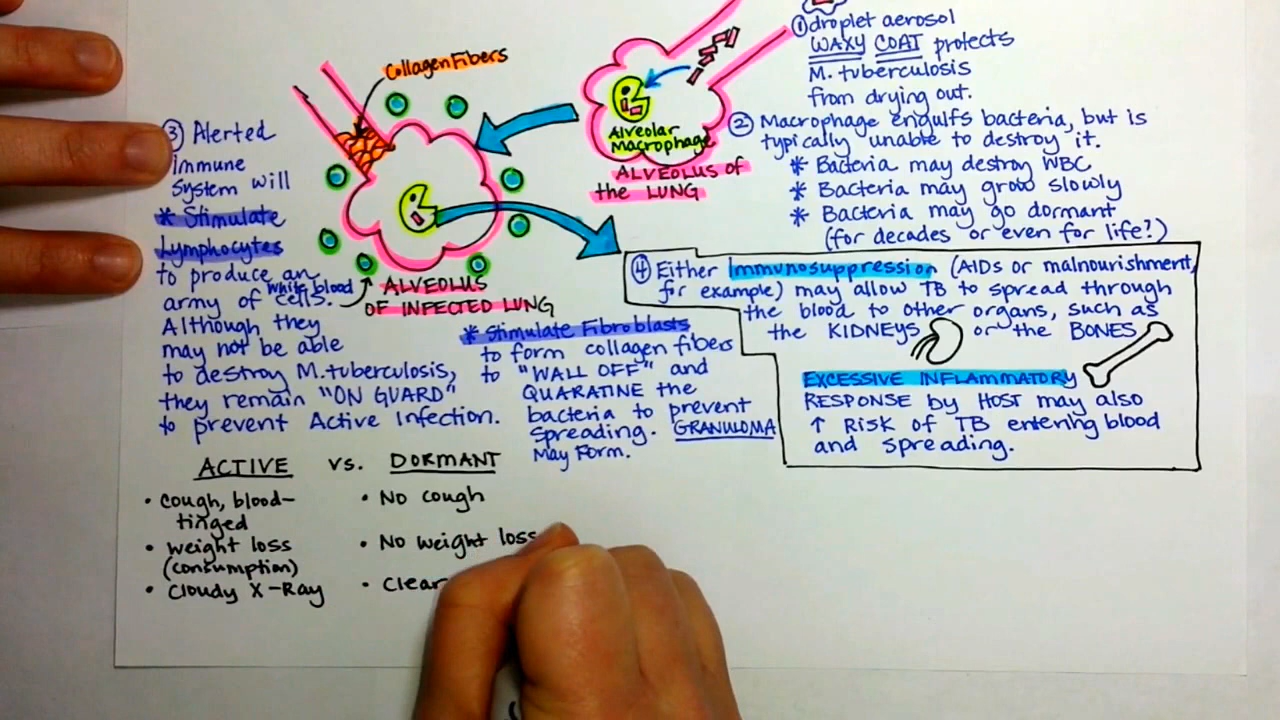 Collagen Fibers
Alveolar
Macrophage
ALVEOLUS of
the LUNG
① droplet aerosol
WAXY COAT protects
M. tuberculosis
from drying out.
② Macrophage engulfs bacteria, but is
typically unable to destroy it.
* Bacteria may destroy WBC
* Bacteria may grow slowly
* Bacteria may go dormant
(for decades or even for life?)
③ Alerted
Immune
System will
* Stimulate
Lymphocytes
to produce an
army of white blood cells.
Although they
may not be able
to destroy M. tuberculosis,
they remain "ON GUARD"
to prevent Active Infection.
ALVEOLUS
OF INFECTED LUNG
* Stimulate Fibroblasts
to form collagen fibers
to "WALL OFF" and
QUARATINE the
bacteria to prevent
Spreading. GRANULOMA
May Form.
④ Either Immunosuppression (AIDs or malnourishment,
for example) may allow TB to spread through
the blood to other organs, such as
the KIDNEYS or the BONES
EXCESSIVE INFLAMMATORY
RESPONSE by HOST may also
↑ Risk of TB entering blood
and spreading.
ACTIVE vs. DORMANT
• cough, blood-
tinged
• weight loss
(consumption)
• Cloudy X-Ray
• No cough
• No weight loss
• Clear